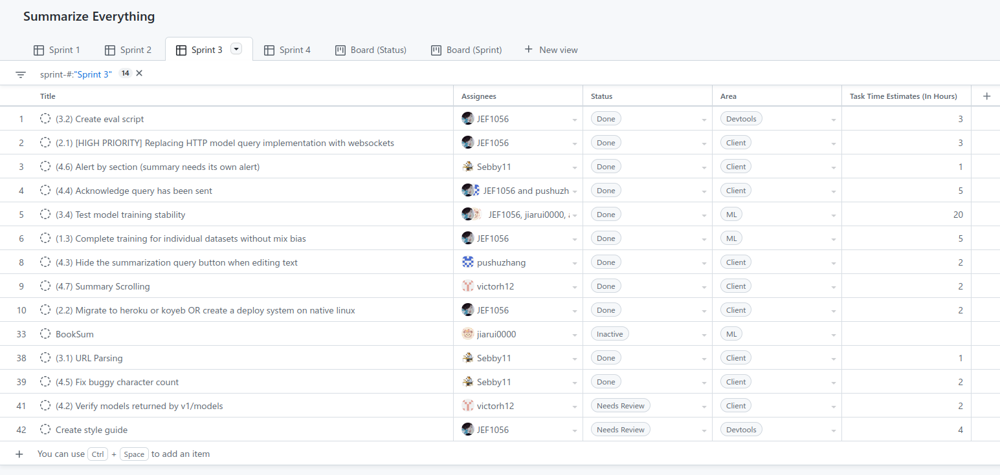 Summarize Everything
Sprint 1 Sprint 2 Sprint 3 Sprint 4 Board (Status) Board (Sprint) + New view
sprint-#:"Sprint 3" 14 ×
Title Assignees Status Area Task Time Estimates (In Hours) +
1 (3.2) Create eval script JEF1056 Done Devtools 3
2 (2.1) [HIGH PRIORITY] Replacing HTTP model query implementation with websockets JEF1056 Done Client 3
3 (4.6) Alert by section (summary needs its own alert) Sebby11 Done Client 1
4 (4.4) Acknowledge query has been sent JEF1056 and pushuzh Done Client 5
5 (3.4) Test model training stability JEF1056, jiarui0000, Done ML 20
6 (1.3) Complete training for individual datasets without mix bias JEF1056 Done ML 5
8 (4.3) Hide the summarization query button when editing text pushuzhang Done Client 2
9 (4.7) Summary Scrolling victorh12 Done Client 2
10 (2.2) Migrate to heroku or koyeb OR create a deploy system on native linux JEF1056 Done Client 2
33 BookSum jiarui0000 Inactive ML
38 (3.1) URL Parsing Sebby11 Done Client 1
39 (4.5) Fix buggy character count Sebby11 Done Client 2
41 (4.2) Verify models returned by v1/models victorh12 Needs Review Client 2
42 Create style guide JEF1056 Needs Review Devtools 4
+ You can use Ctrl + Space to add an item